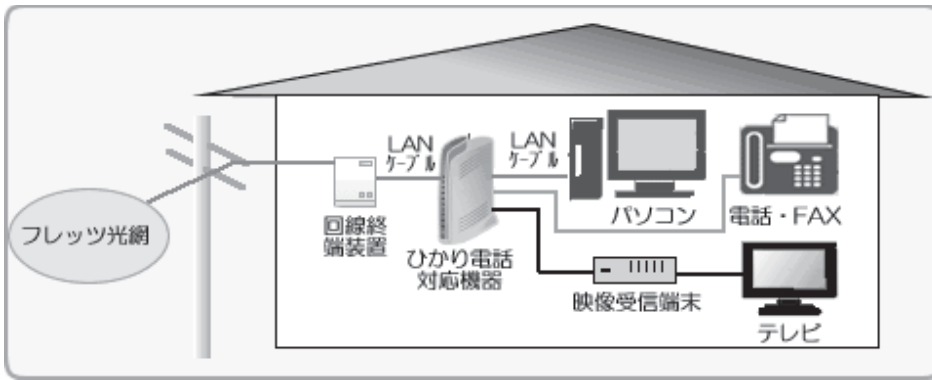 LAN
ケーブル
LAN
ケーブル
フレッツ光網
回線終
端装置
ひかり電話
対応機器
パソコン
電話・FAX
映像受信端末
テレビ